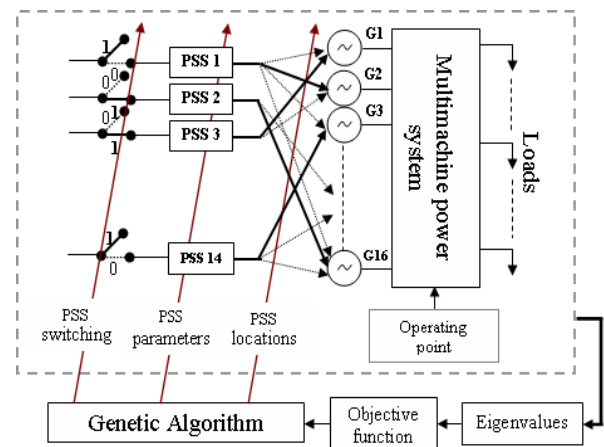 G1
1
PSS 1
0
G2
0
PSS 2
G3
0
PSS 3
1
Multimachine power
system
Loads
1
0
PSS 14
G16
PSS
switching
PSS
parameters
PSS
locations
Operating
point
Genetic Algorithm
Objective
function
Eigenvalues